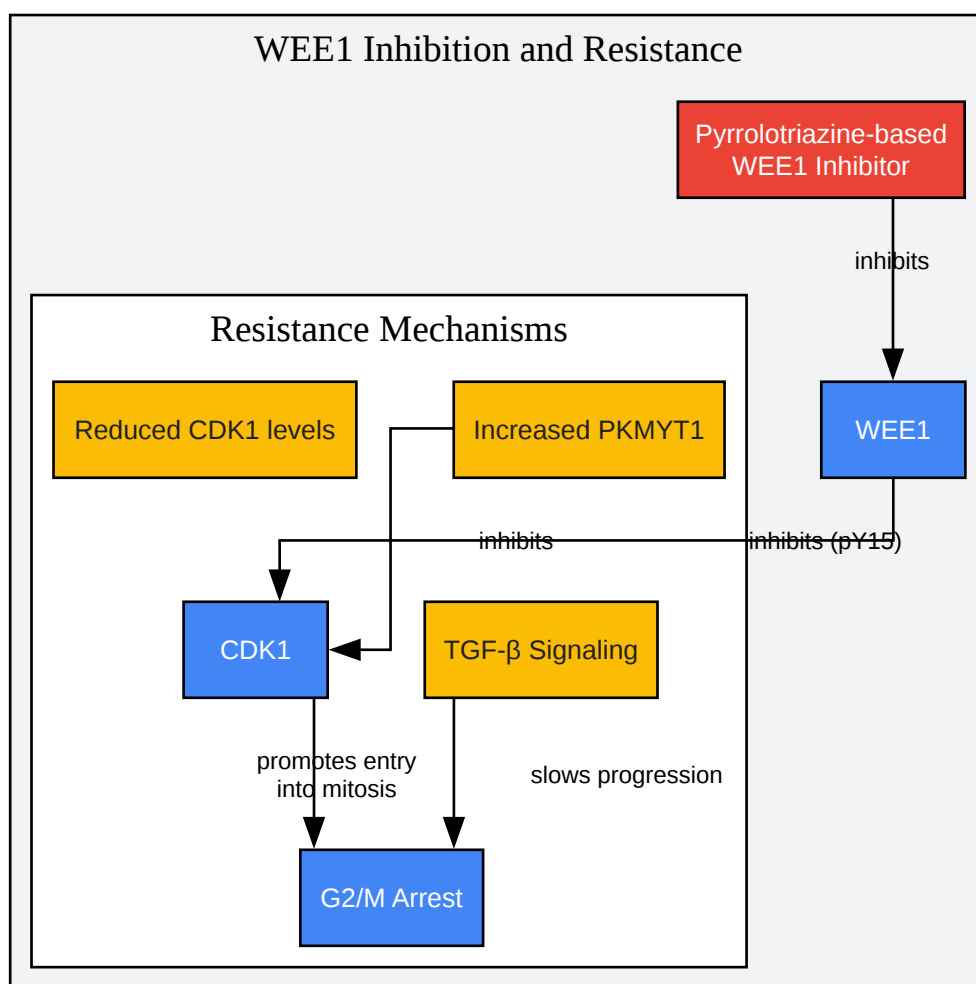 WEE1 Inhibition and Resistance
Pyrrolotriazine-based
WEE1 Inhibitor
inhibits
Resistance Mechanisms
Reduced CDK1 levels
Increased PKMYT1
WEE1
inhibits
inhibits (pY15)
CDK1
TGF-β Signaling
promotes entry
into mitosis
slows progression
G2/M Arrest